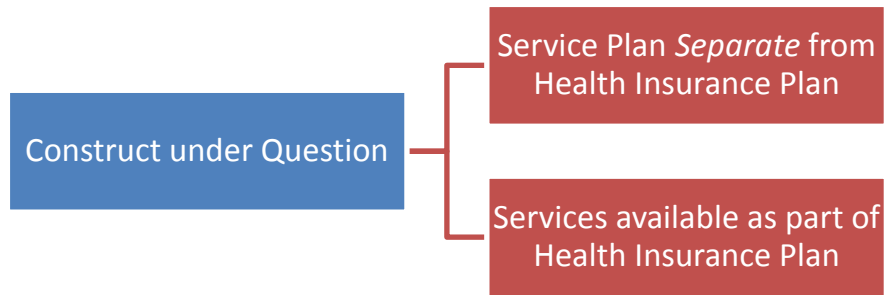 Service Plan Separate from
Health Insurance Plan
Construct under Question
Services available as part of
Health Insurance Plan